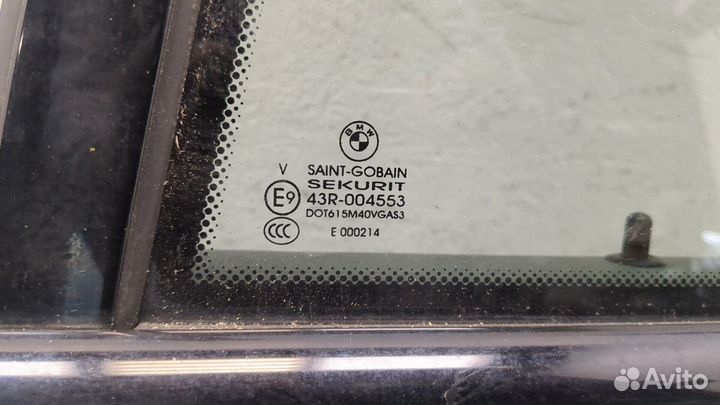 BMW
V SAINT-GOBAIN
SEKURIT
E9 43R-004553
DOT615M40VGAS3
CCC E 000214
Avito